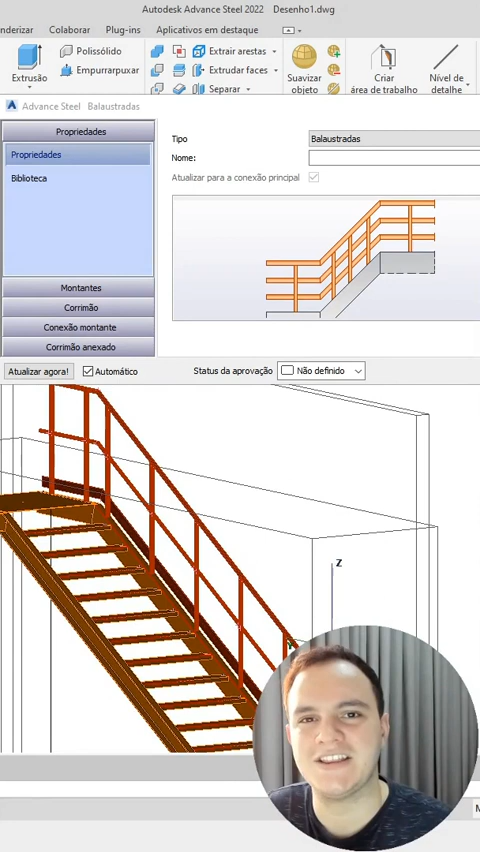 Autodesk Advance Steel 2022 Desenho1.dwg
nderizar Colaborar Plug-ins Aplicativos em destaque
Extrusão
Polissólido
Empurrarpuxar
Extrair arestas
Extrudar faces
Separar
Suavizar
objeto
Criar
área de trabalho
Nível de
detalhe
Advance Steel Balaustradas
Propriedades
Propriedades
Biblioteca
Montantes
Corrimão
Conexão montante
Corrimão anexado
Tipo Balaustradas
Nome:
Atualizar para a conexão principal
Atualizar agora! Automático Status da aprovação Não definido
Z